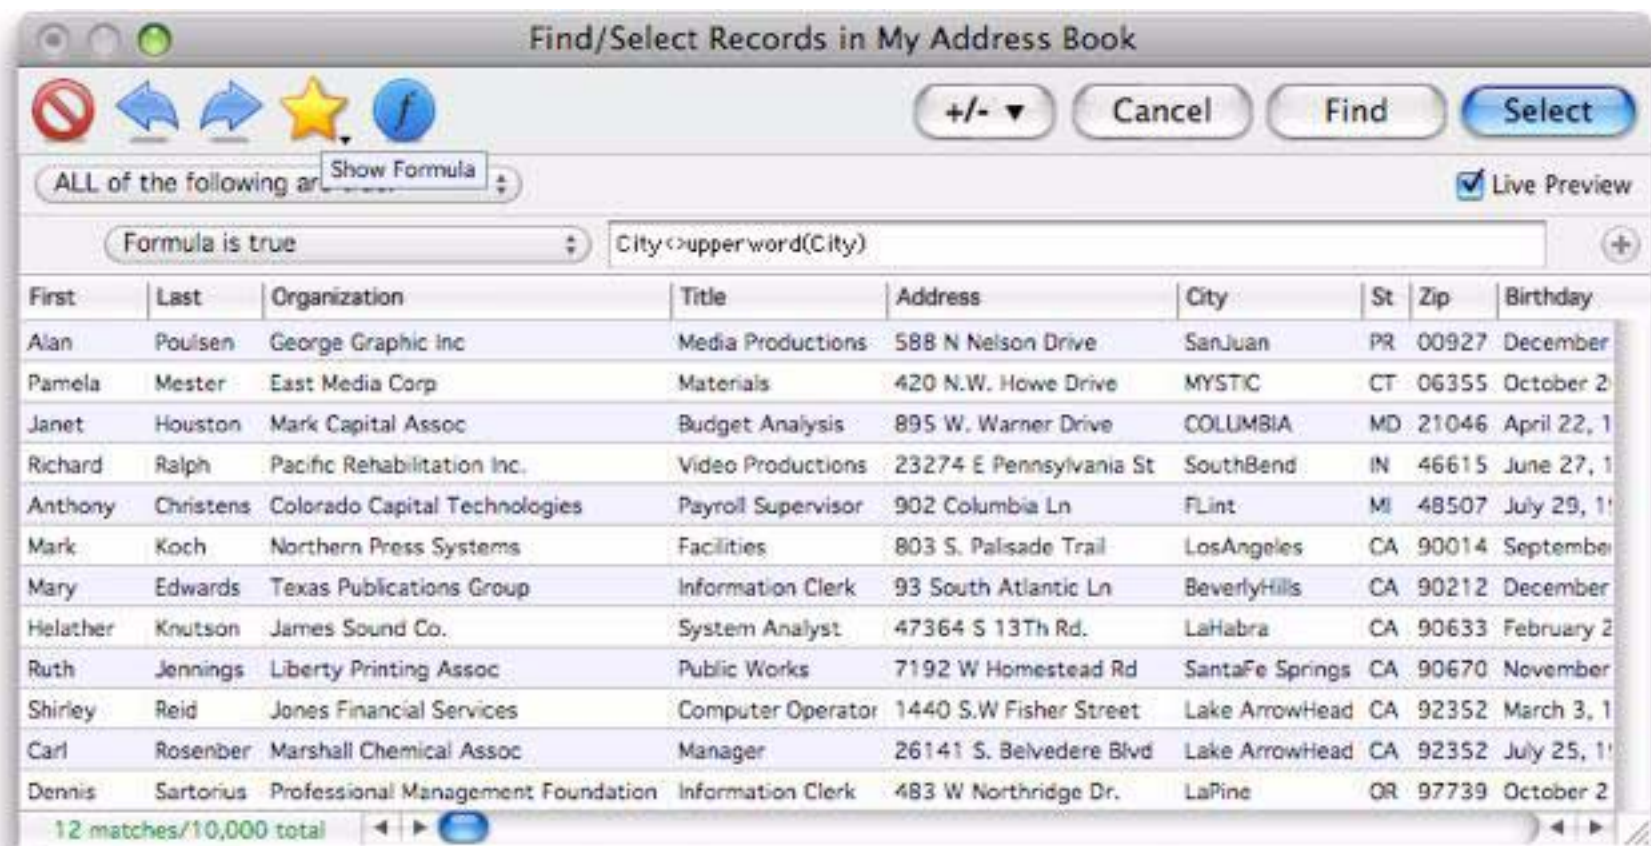 Find/Select Records in My Address Book
+/- ▼ Cancel Find Select
Show Formula
ALL of the following are Live Preview
Formula is true City<>upperword(City)
First Last Organization Title Address City St Zip Birthday
Alan Poulsen George Graphic Inc Media Productions 588 N Nelson Drive SanJuan PR 00927 December
Pamela Mester East Media Corp Materials 420 N.W. Howe Drive MYSTIC CT 06355 October 2
Janet Houston Mark Capital Assoc Budget Analysis 895 W. Warner Drive COLUMBIA MD 21046 April 22, 1
Richard Ralph Pacific Rehabilitation Inc. Video Productions 23274 E Pennsylvania St SouthBend IN 46615 June 27, 1
Anthony Christens Colorado Capital Technologies Payroll Supervisor 902 Columbia Ln FLint MI 48507 July 29, 1
Mark Koch Northern Press Systems Facilities 803 S. Palisade Trail LosAngeles CA 90014 September
Mary Edwards Texas Publications Group Information Clerk 93 South Atlantic Ln BeverlyHills CA 90212 December
Helather Knutson James Sound Co. System Analyst 47364 S 13Th Rd. LaHabra CA 90633 February 2
Ruth Jennings Liberty Printing Assoc Public Works 7192 W Homestead Rd SantaFe Springs CA 90670 November
Shirley Reid Jones Financial Services Computer Operator 1440 S.W Fisher Street Lake ArrowHead CA 92352 March 3, 1
Carl Rosenber Marshall Chemical Assoc Manager 26141 S. Belvedere Blvd Lake ArrowHead CA 92352 July 25, 1
Dennis Sartorius Professional Management Foundation Information Clerk 483 W Northridge Dr. LaPine OR 97739 October 2
12 matches/10,000 total